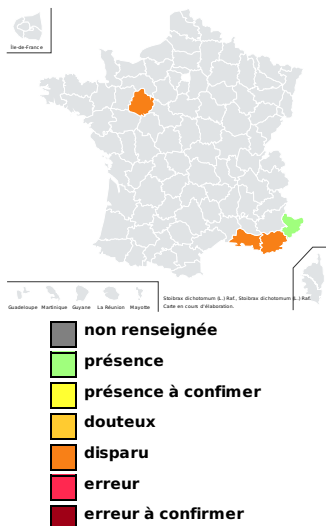 Île-de-France
Stoibrax dichotomum (L.) Raf., Stoibrax dichotomum (L.) Raf.
Carte en cours d'élaboration.
Guadeloupe Martinique Guyane La Réunion Mayotte
non renseignée
présence
présence à confimer
douteux
disparu
erreur
erreur à confirmer